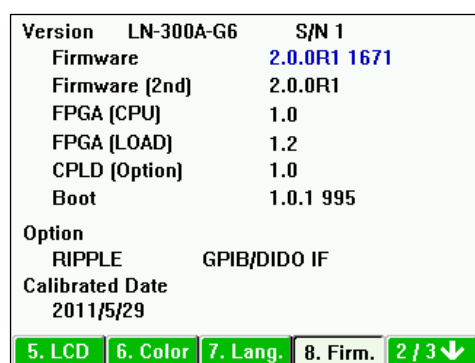 Version LN-300A-G6 S/N 1
Firmware 2.0.0R1 1671
Firmware (2nd) 2.0.0R1
FPGA (CPU) 1.0
FPGA (LOAD) 1.2
CPLD (Option) 1.0
Boot 1.0.1 995
Option
RIPPLE GPIB/DIDO IF
Calibrated Date
2011/5/29
5. LCD 6. Color 7. Lang. 8. Firm. 2/3